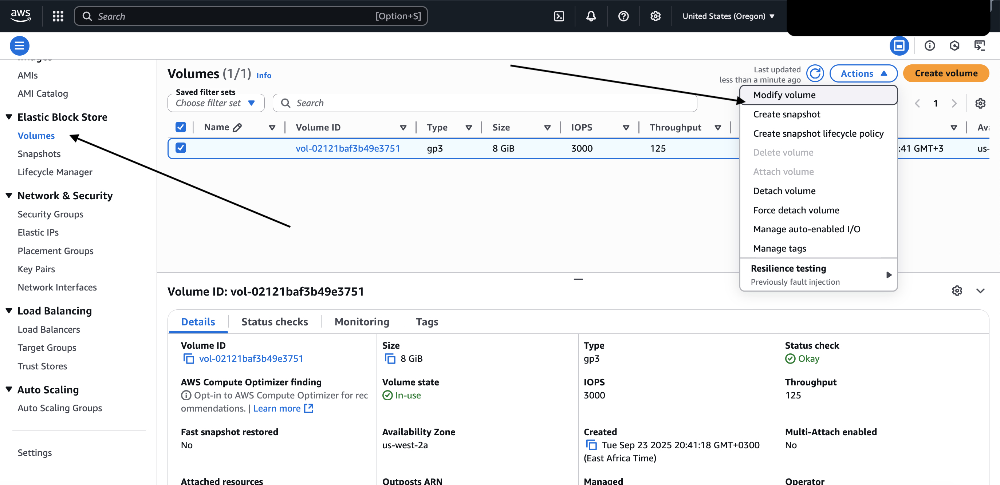 aws
Search
[Option+S]
United States (Oregon)
AMIs
AMI Catalog
Elastic Block Store
Volumes
Snapshots
Lifecycle Manager
Network & Security
Security Groups
Elastic IPs
Placement Groups
Key Pairs
Network Interfaces
Load Balancing
Load Balancers
Target Groups
Trust Stores
Auto Scaling
Auto Scaling Groups
Settings
Volumes (1/1) Info
Last updated
less than a minute ago
Actions
Create volume
Saved filter sets
Choose filter set
Search
1
Name Volume ID Type Size IOPS Throughput
vol-02121baf3b49e3751 gp3 8 GiB 3000 125 :41 GMT+3 us-
Modify volume
Create snapshot
Create snapshot lifecycle policy
Delete volume
Attach volume
Detach volume
Force detach volume
Manage auto-enabled I/O
Manage tags
Resilience testing
Previously fault injection
Volume ID: vol-02121baf3b49e3751
Details Status checks Monitoring Tags
Volume ID
vol-02121baf3b49e3751
Size
8 GiB
Type
gp3
Status check
Okay
AWS Compute Optimizer finding
Opt-in to AWS Compute Optimizer for rec
ommendations. | Learn more
Volume state
In-use
IOPS
3000
Throughput
125
Fast snapshot restored
No
Availability Zone
us-west-2a
Created
Tue Sep 23 2025 20:41:18 GMT+0300
(East Africa Time)
Multi-Attach enabled
No
Attached resources
Outposts ARN
Managed
Operator